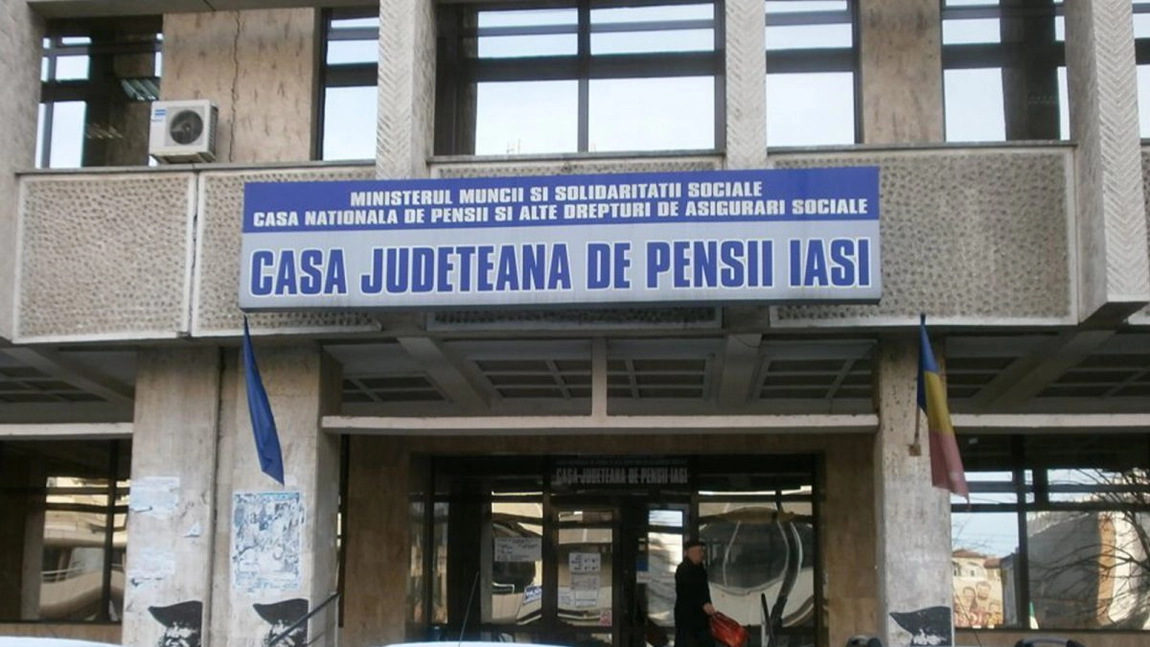 MINISTERUL MUNCII SI SOLIDARITATII SOCIALE
CASA NATIONALA DE PENSII SI ALTE DREPTURI DE ASIGURARI SOCIALE
CASA JUDETEANA DE PENSII IASI
CASA JUDETEANA DE PENSII IASI